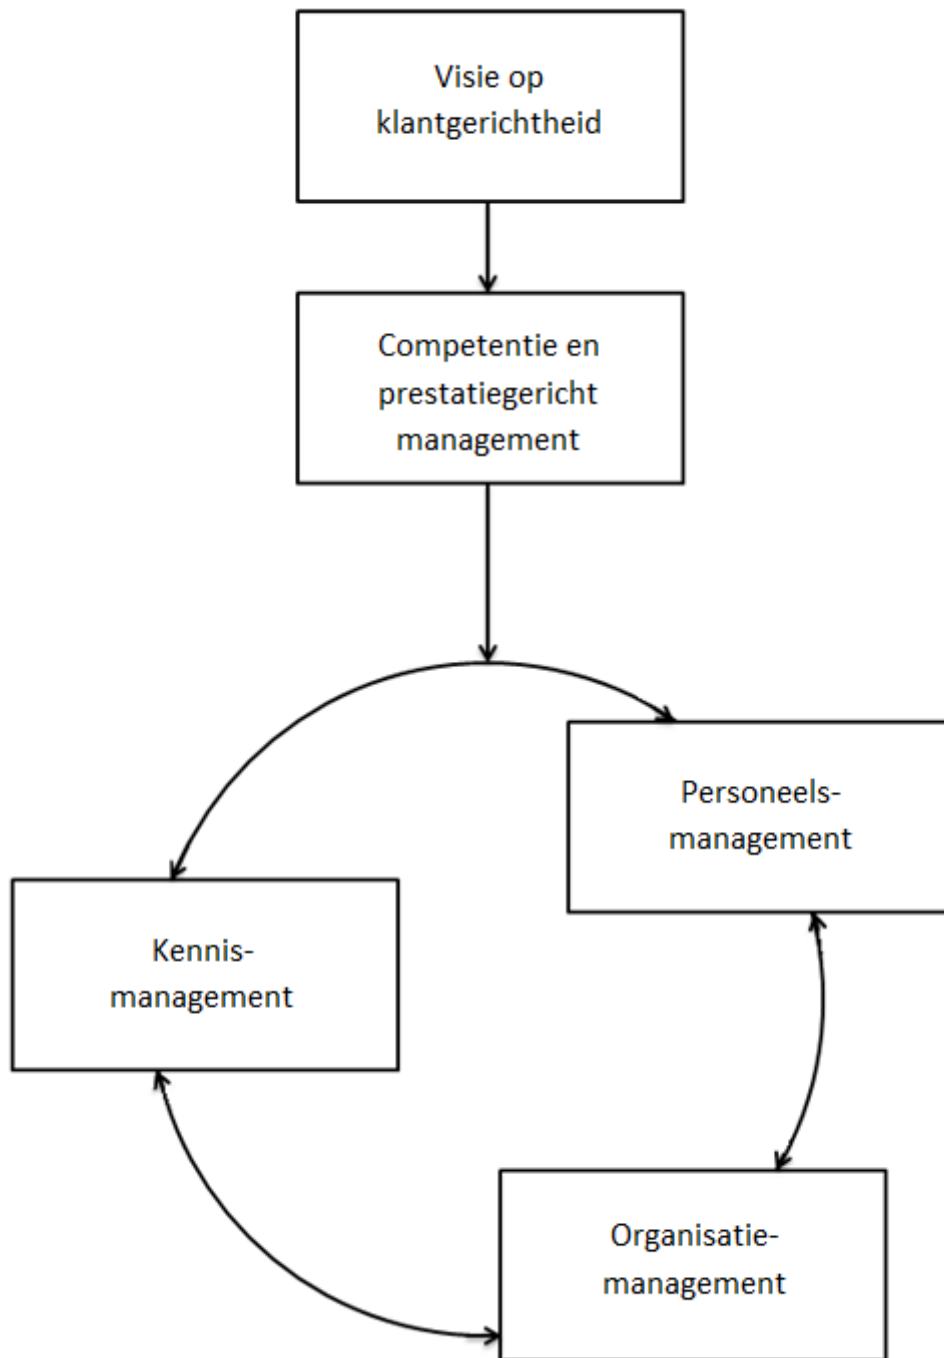 Visie op
klantgerichtheid
Competentie en
prestatiegericht
management
Personeels-
management
Kennis-
management
Organisatie-
management